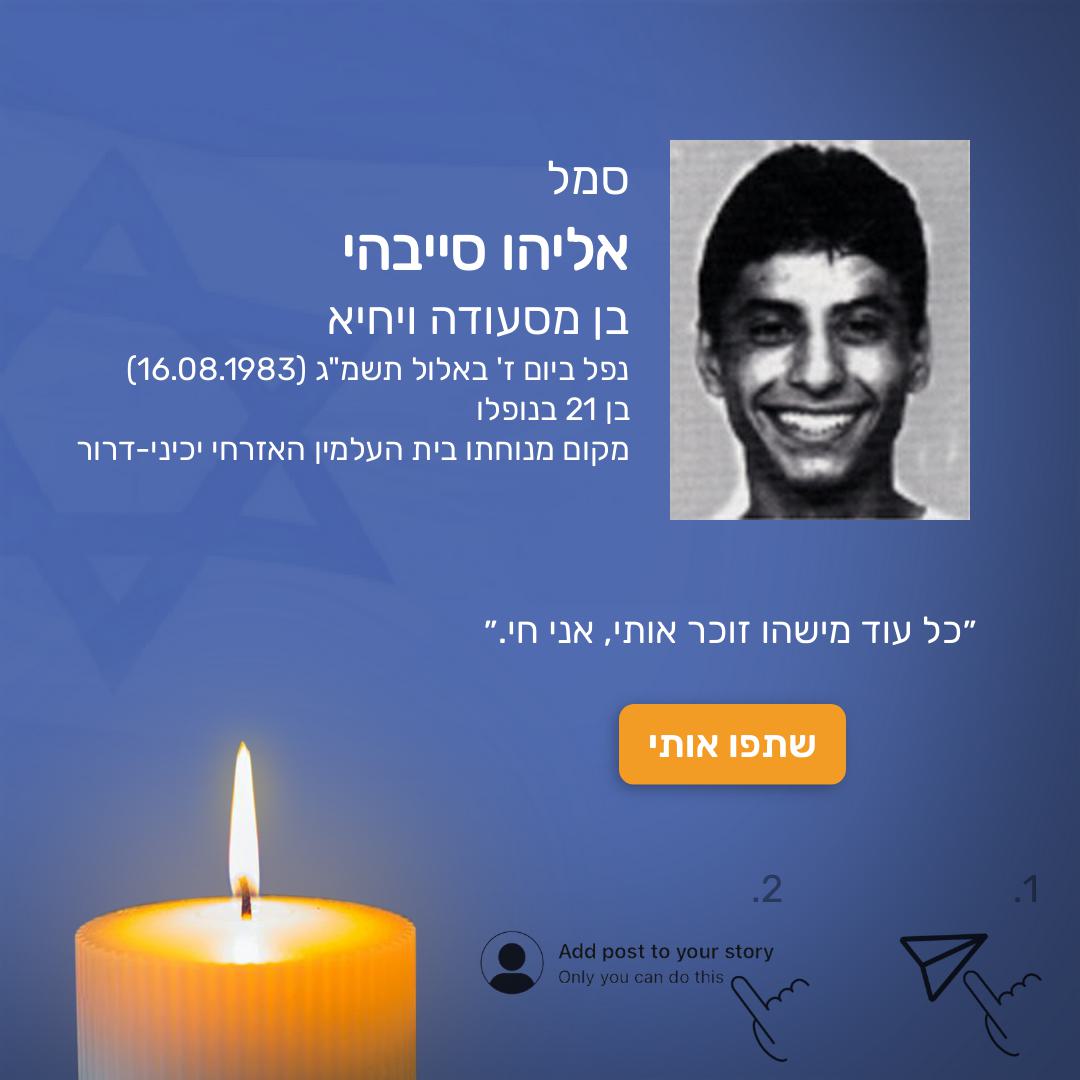 סמל
אליהו סייבהי
בן מסעודה ויחיא
נפל ביום ז' באלול תשמ"ג (16.08.1983)
בן 21 בנופלו
מקום מנוחתו בית העלמין האזרחי יכיני-דרור
״כל עוד מישהו זוכר אותי, אני חי.״
שתפו אותי
.1
.2
Add post to your story
Only you can do this